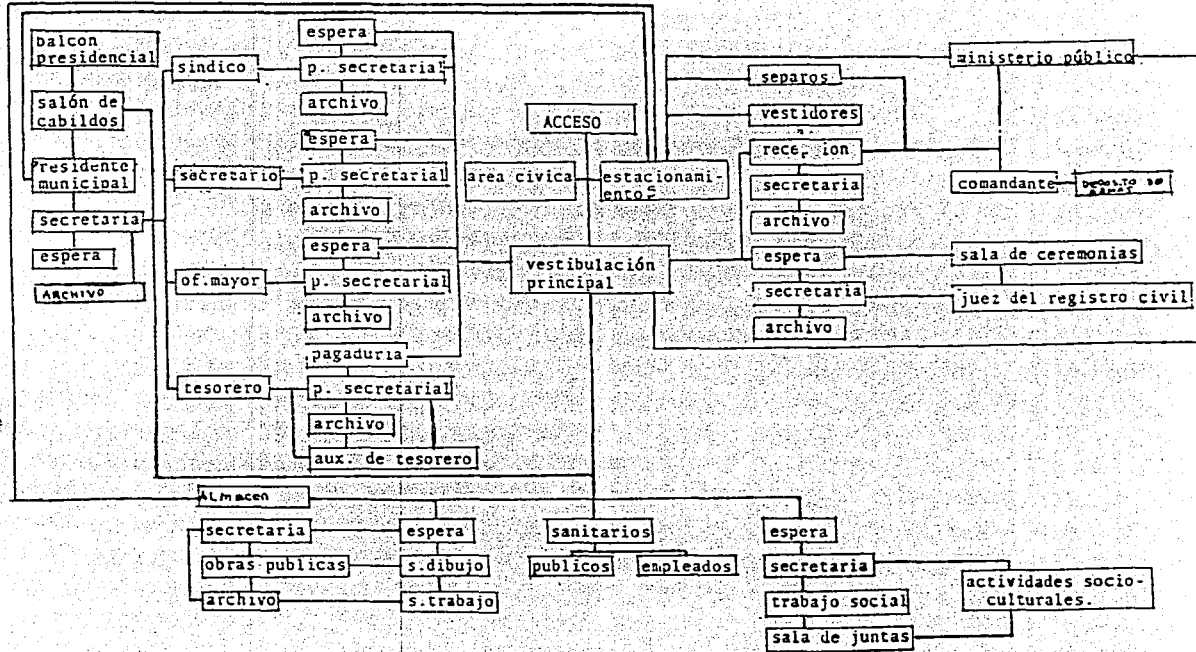 balcon
presidencial
salón de
cabildos
Presidente
municipal
secretaria
espera
ARCHIVO
sindico
secretario
of.mayor
tesorero
espera
p. secretarial
archivo
espera
p. secretarial
archivo
espera
p. secretarial
archivo
pagaduria
p. secretarial
archivo
aux. de tesorero
ACCESO
area civica
estacionami-
entos
vestibulación
principal
separos
vestidores
secretaria
archivo
espera
secretaria
archivo
ministerio público
comandante
sala de ceremonias
juez del registro civil
ALMACEN
secretaria
obras publicas
archivo
espera
s.dibujo
s.trabajo
sanitarios
publicos
empleados
espera
secretaria
trabajo social
sala de juntas
actividades socio-
culturales.